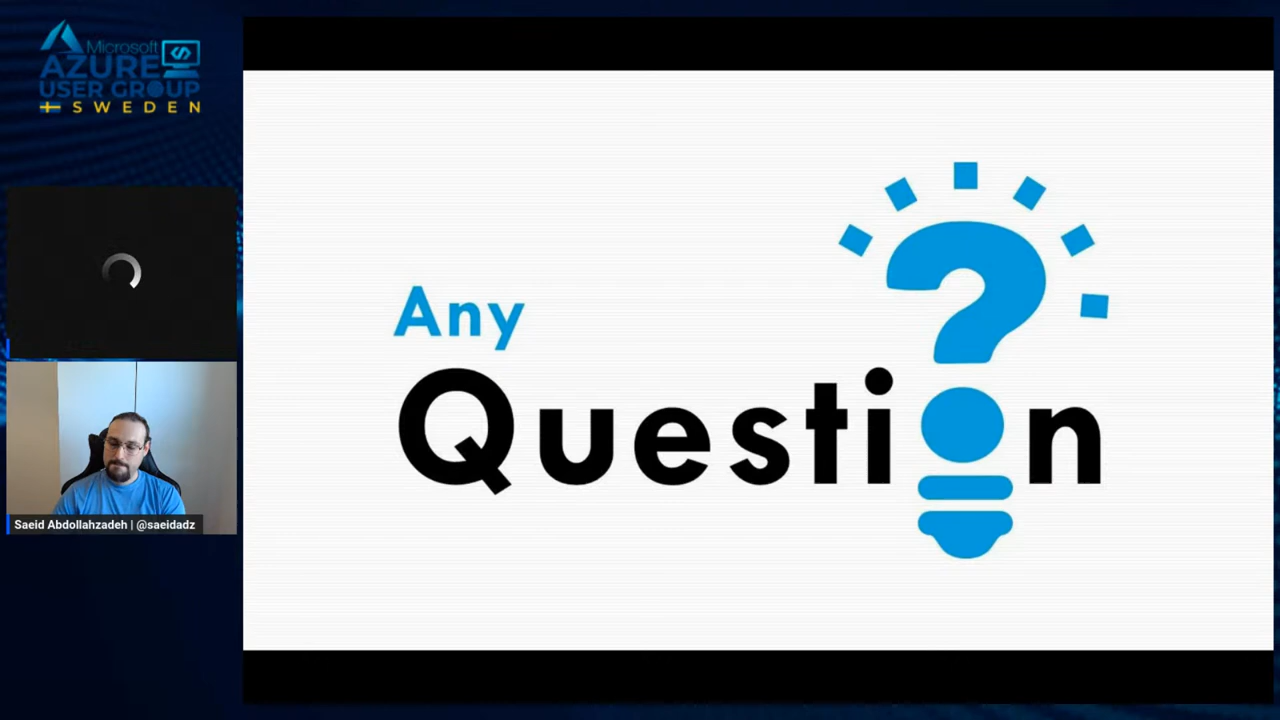 Microsoft
AZURE
USER GROUP
SWEDEN
Saeid Abdollahzadeh | @saeidadz
Any
Question